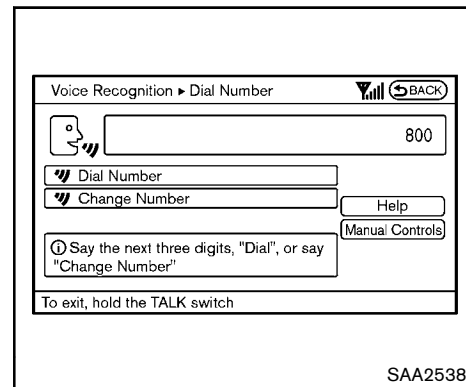 Voice Recognition ▸ Dial Number
BACK
800
Dial Number
Change Number
Help
Manual Controls
Say the next three digits, "Dial", or say
"Change Number"
To exit, hold the TALK switch
SAA2538